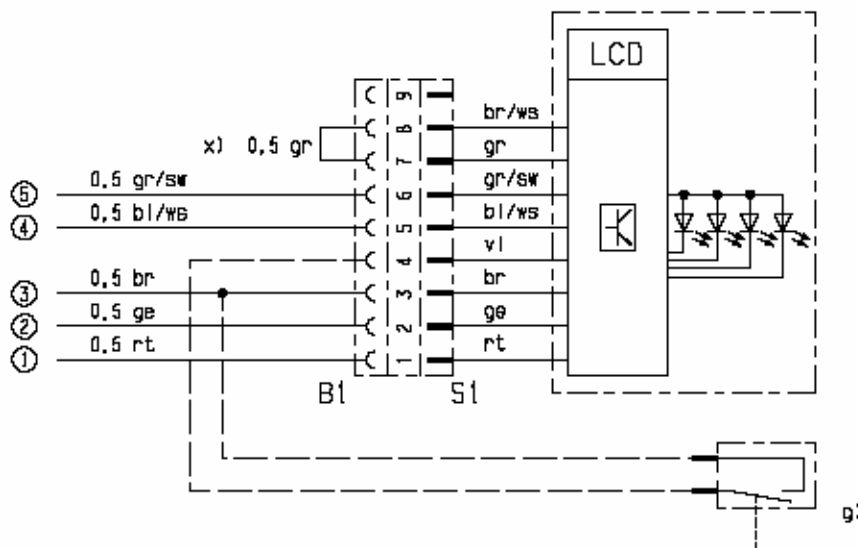 LCD
9
8
7
6
5
4
3
2
1
x) 0,5 gr
⑤ 0,5 gr/sw
④ 0,5 bl/ws
③ 0,5 br
② 0,5 ge
① 0,5 rt
br/ws
gr
gr/sw
bl/ws
vi
br
ge
rt
B1 S1